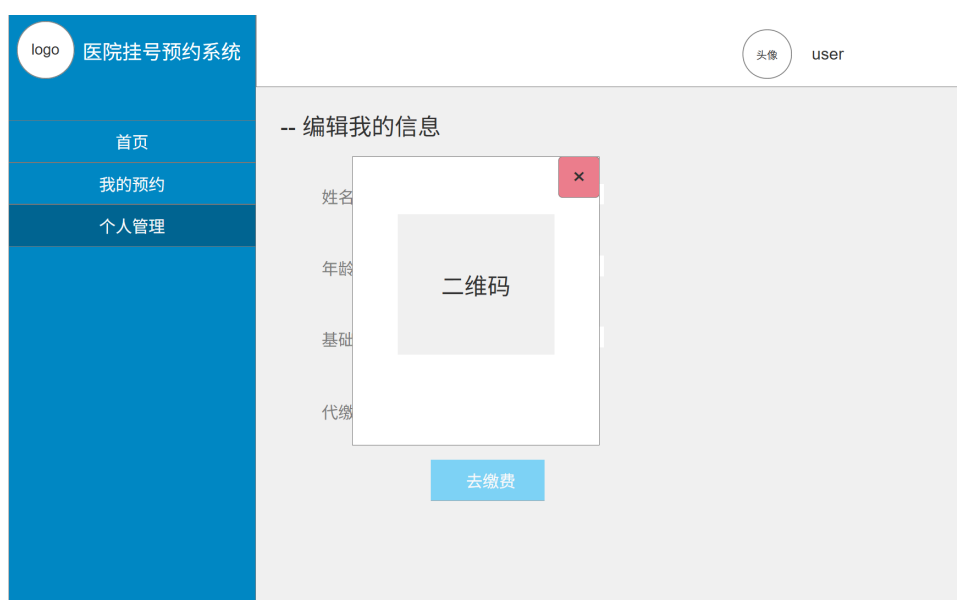 logo
医院挂号预约系统
头像
user
首页
我的预约
个人管理
-- 编辑我的信息
×
姓名
年龄
二维码
基础
代缴
去缴费